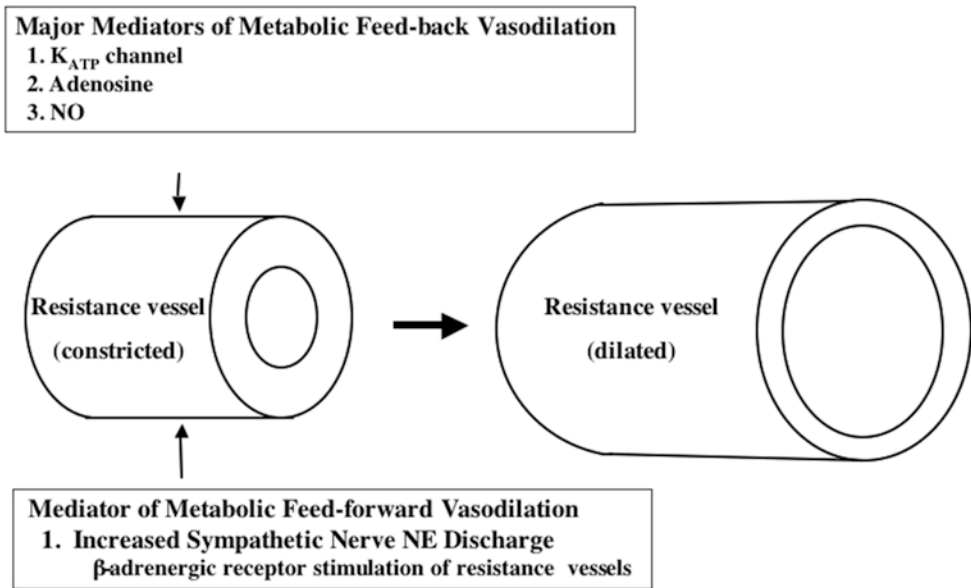 Major Mediators of Metabolic Feed-back Vasodilation
1. K_ATP channel
2. Adenosine
3. NO
Resistance vessel
(constricted)
Resistance vessel
(dilated)
Mediator of Metabolic Feed-forward Vasodilation
1. Increased Sympathetic Nerve NE Discharge
β-adrenergic receptor stimulation of resistance vessels